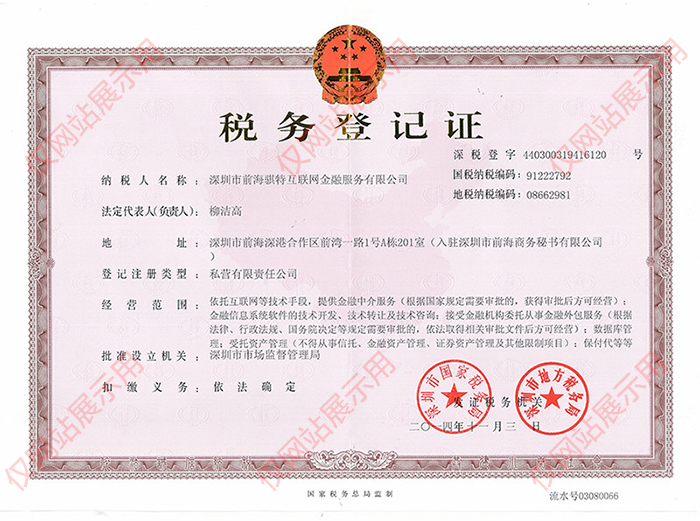 税务登记证
深税登字 440300319416120 号
国税纳税编码：91222792
地税纳税编码：08662981
纳税人名称：深圳市前海骐特互联网金融服务有限公司
法定代表人(负责人)：柳洁高
地址：深圳市前海深港合作区前湾一路1号A栋201室（入驻深圳市前海商务秘书有限公司
）
登记注册类型：私营有限责任公司
经营范围：依托互联网等技术手段，提供金融中介服务（根据国家规定需要审批的，获得审批后方可经营）；
金融信息系统软件的技术开发、技术转让及技术咨询；接受金融机构委托从事金融外包服务（根据
法律、行政法规、国务院决定等规定需要审批的，依法取得相关审批文件后方可经营）；数据库管
理；受托资产管理（不得从事信托、金融资产管理、证券资产管理及其他限制项目）；保付代等等
批准设立机关：深圳市市场监督管理局
扣缴义务：依法确定
深圳市国家税务局
深圳市地方税务局
发证税务机关
二〇一四年十一月三日
国家税务总局监制
流水号03080066
仅网站展示用
仅网站展示用
仅网站展示用
仅网站展示用
仅网站展示用
仅网站展示用